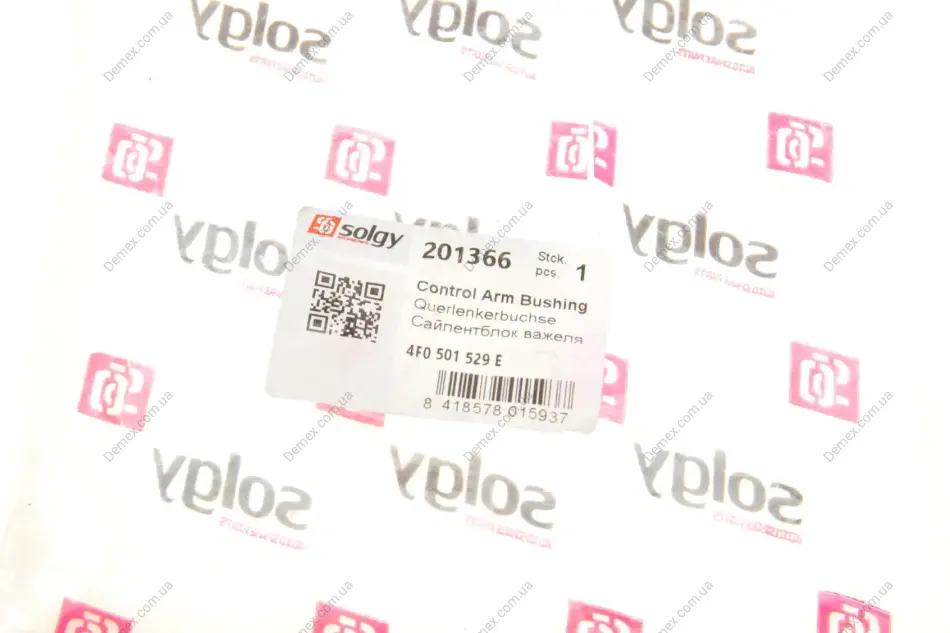 solgy
201366
Stck.
pcs. 1
Control Arm Bushing
Querlenkerbuchse
Сайлентблок важеля
4F0 501 529 E
8 418578 015937